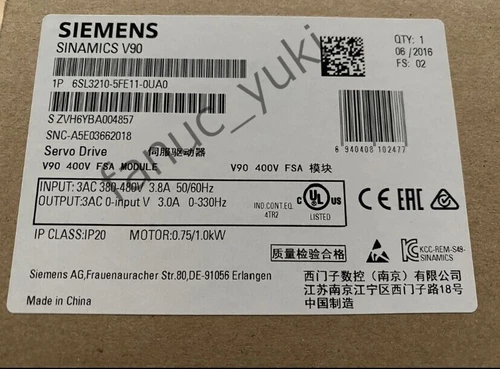 SIEMENS
SINAMICS V90
QTY: 1
06/2016
FS: 02
1P 6SL3210-5FE11-0UA0
S ZVH6YBA004857
SNC-A5E03662018
8 940408 102477
Servo Drive 伺服驱动器
V90 400V FSA MODULE V90 400V FSA 模块
INPUT: 3AC 380-480V 3.8A 50/60Hz
OUTPUT:3AC 0-input V 3.0A 0-330Hz
IND.CONT.EQ.
4TR2
C UL US
LISTED
CE EAC
IP CLASS:IP20 MOTOR:0.75/1.0kW
质量检验合格
KCC-REM-S49-
SINAMICS
Siemens AG,Frauenauracher Str.80,DE-91056 Erlangen
西门子数控（南京）有限公司
江苏南京江宁区西门子路18号
Made in China
中国制造
fanuc_yuki